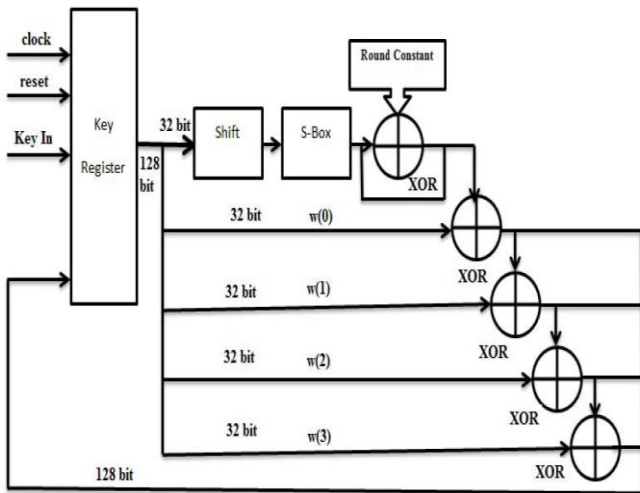 clock
reset
Key In
Key
Register
32 bit
128
bit
Shift
S-Box
Round Constant
XOR
32 bit w(0)
XOR
32 bit w(1)
XOR
32 bit w(2)
XOR
32 bit w(3)
XOR
128 bit